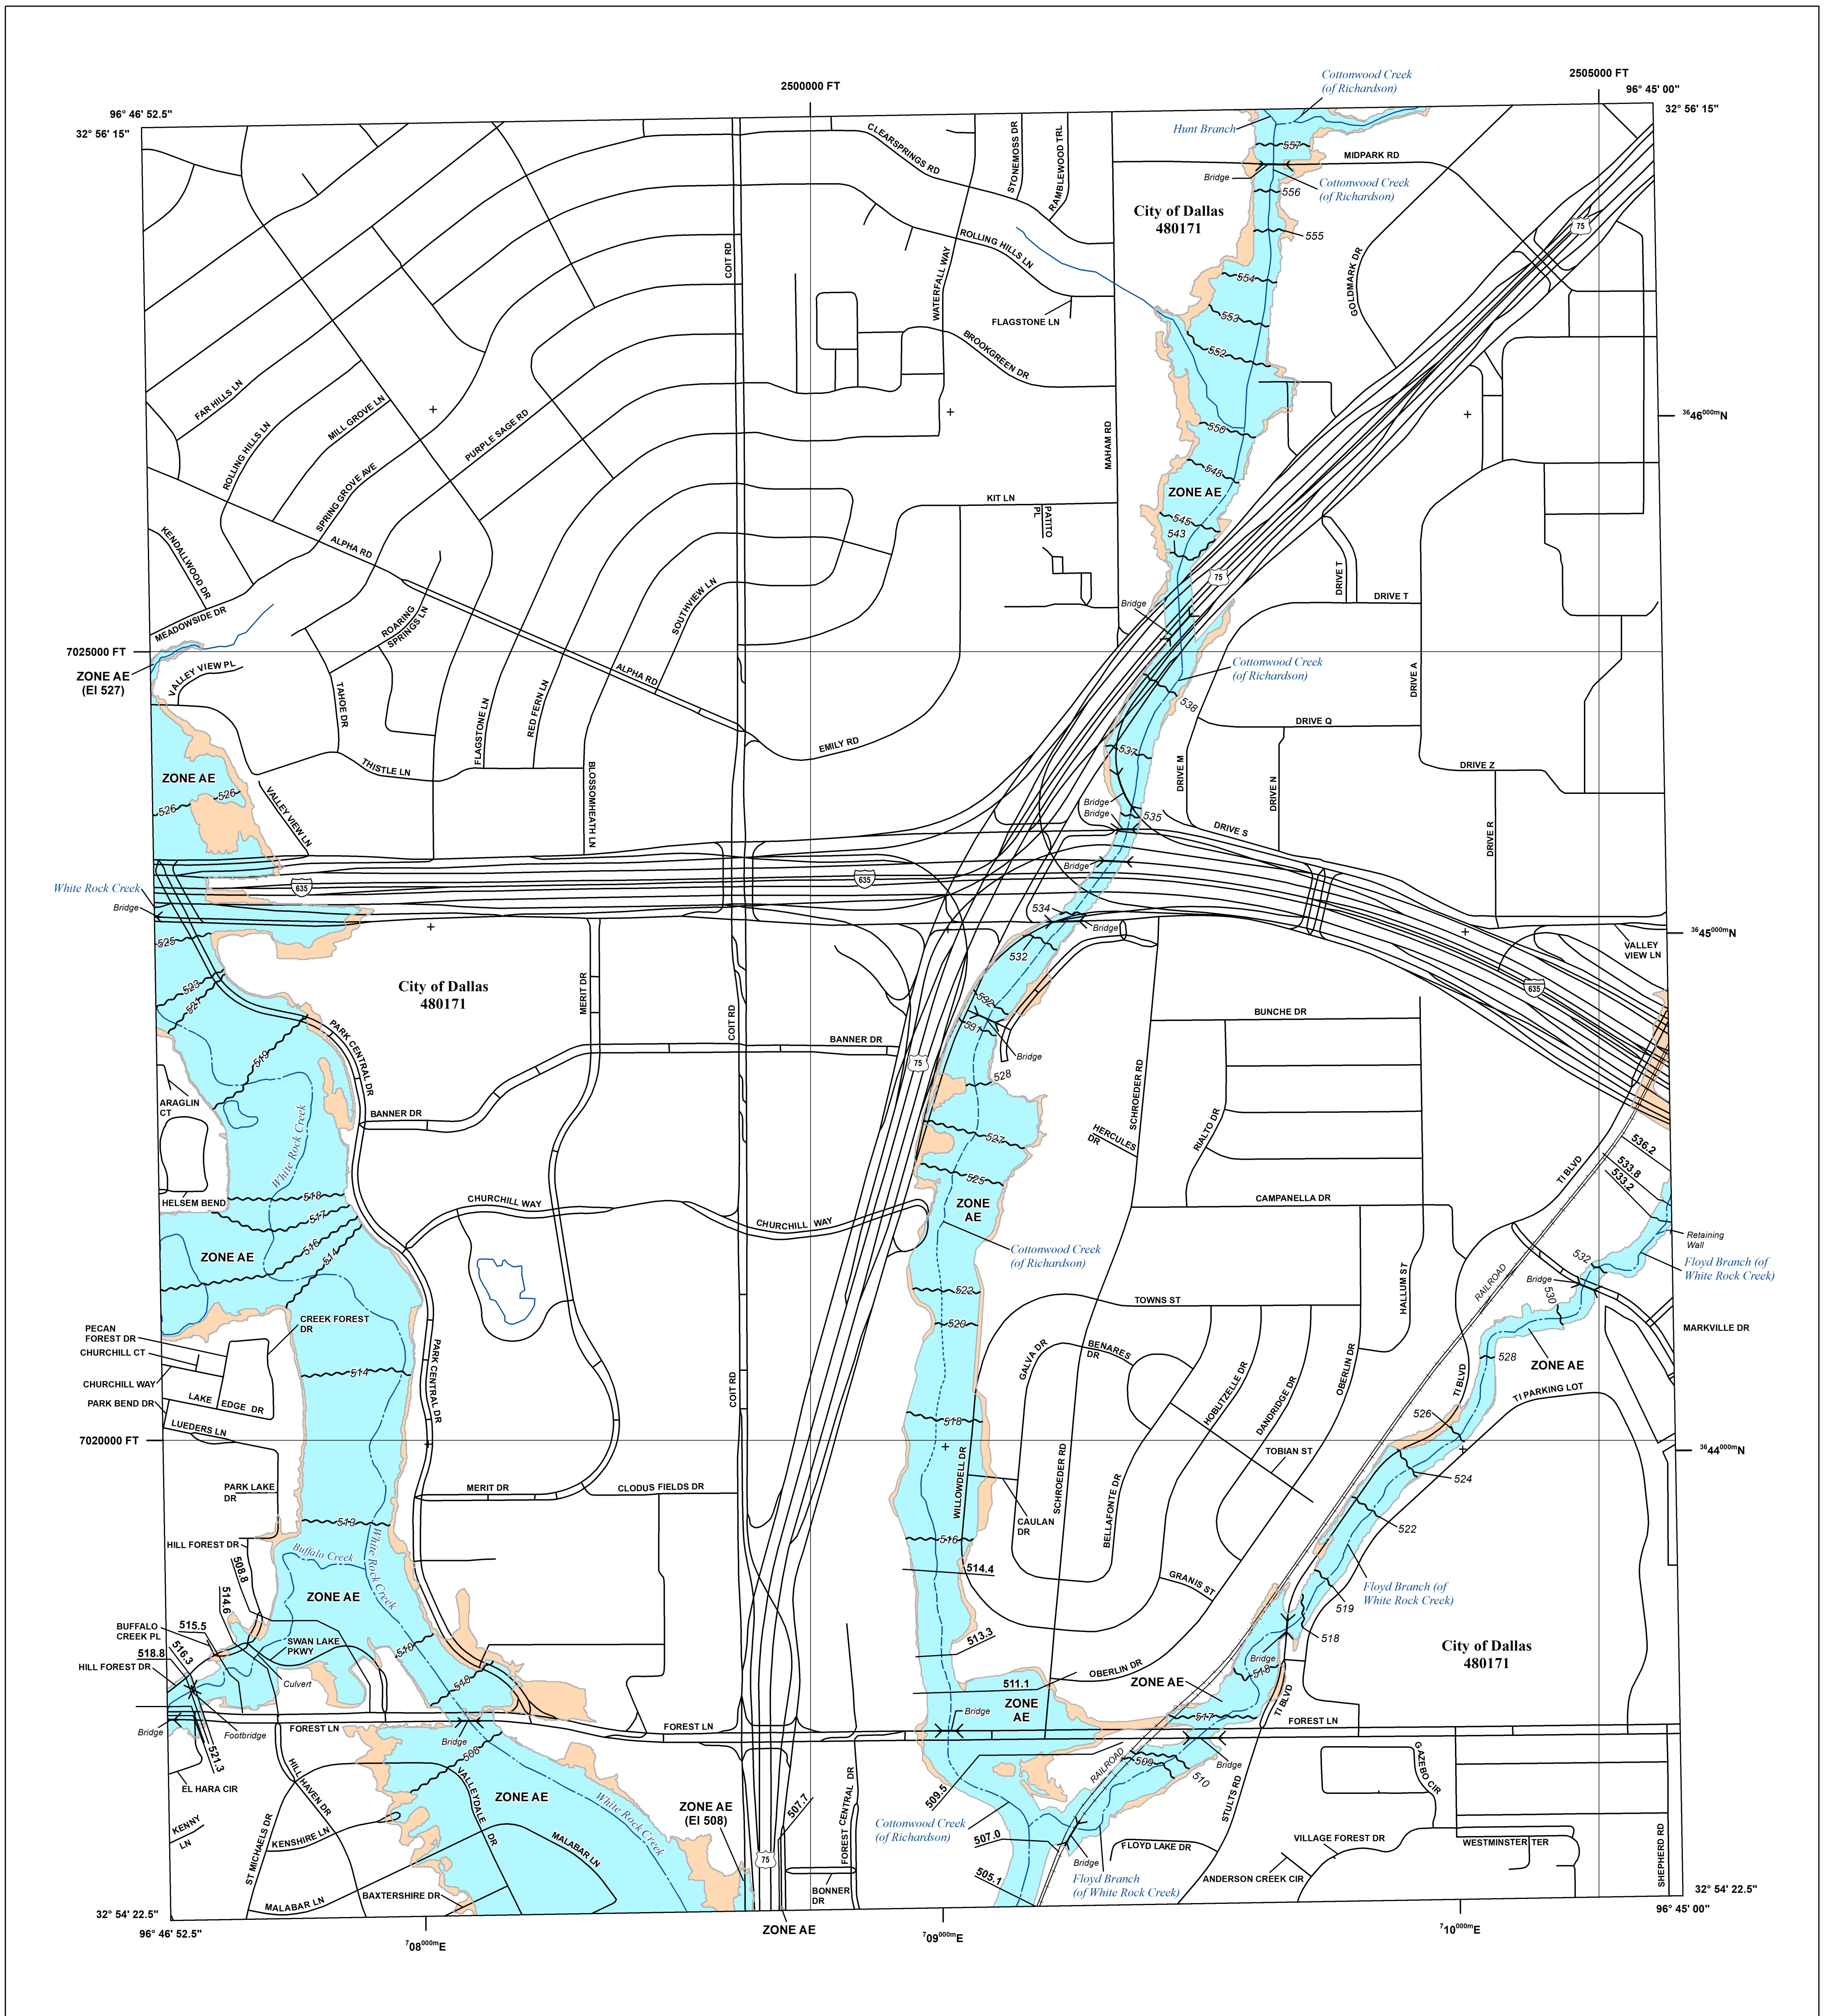 Cottonwood Creek
(of Richardson)
2505000 FT
2500000 FT
96° 45' 00"
96° 46' 52.5"
32° 56' 15"
32° 56' 15"
Hunt Branch
CLEARSPRINGS RD
STONEMOSS DR
RAMBLEWOOD TRL
557
MIDPARK RD
Bridge
Cottonwood Creek
(of Richardson)
556
City of Dallas
480171
555
75
COIT RD
ROLLING HILLS LN
WATERFALL WAY
GOLDMARK DR
554
553
552
FLAGSTONE LN
BROOKGREEN DR
FAR HILLS LN
ROLLING HILLS LN
MILL GROVE LN
PURPLE SAGE RD
SPRING GROVE AVE
3646000mN
550
MAHAM RD
548
ZONE AE
KIT LN
PATITO
PL
545
543
KENDALLWOOD DR
ALPHA RD
75
MEADOWSIDE DR
ROARING
SPRINGS LN
SOUTHVIEW LN
Bridge
DRIVE T
DRIVE T
7025000 FT
ZONE AE
(El 527)
VALLEY VIEW PL
TAHOE DR
ALPHA RD
Cottonwood Creek
(of Richardson)
DRIVE A
FLAGSTONE LN
RED FERN LN
538
DRIVE Q
EMILY RD
537
DRIVE M
DRIVE Z
THISTLE LN
BLOSSOMHEATH LN
DRIVE N
ZONE AE
526
526
VALLEY VIEW LN
Bridge
Bridge
535
DRIVE S
DRIVE R
Bridge
White Rock Creek
635
635
Bridge
534
Bridge
525
532
3645000mN
VALLEY
VIEW LN
635
523
521
City of Dallas
480171
MERIT DR
COIT RD
532
531
BUNCHE DR
PARK CENTRAL DR
BANNER DR
75
Bridge
519
528
ARAGLIN
CT
BANNER DR
SCHROEDER RD
HERCULES
DR
RIALTO DR
White Rock Creek
527
536.2
533.8
533.2
TI BLVD
525
HELSEM BEND
518
CHURCHILL WAY
CHURCHILL WAY
ZONE
AE
CAMPANELLA DR
517
516
514
ZONE AE
Cottonwood Creek
(of Richardson)
Retaining
Wall
532
Floyd Branch (of
White Rock Creek)
Bridge
RAILROAD
HALLUM ST
530
522
TOWNS ST
CREEK FOREST
DR
PECAN
FOREST DR
520
MARKVILLE DR
CHURCHILL CT
GALVA DR
BENARES
DR
OBERLIN DR
528
ZONE AE
CHURCHILL WAY
514
PARK CENTRAL DR
COIT RD
HOBLITZELLE DR
DANDRIDGE DR
TI BLVD
TI PARKING LOT
LAKE EDGE DR
PARK BEND DR
LUEDERS LN
518
526
7020000 FT
3644000mN
WILLOWDELL DR
SCHROEDER RD
TOBIAN ST
524
PARK LAKE
DR
MERIT DR
CLODUS FIELDS DR
BELLAFONTE DR
CAULAN
DR
513
522
516
HILL FOREST DR
Buffalo Creek
White Rock Creek
508.8
514.4
GRANIS ST
Floyd Branch (of
White Rock Creek)
514.6
ZONE AE
519
BUFFALO
CREEK PL
515.5
513.3
518
SWAN LAKE
PKWY
City of Dallas
480171
516.3
518.8
510
Bridge
HILL FOREST DR
OBERLIN DR
518
Culvert
510
511.1
ZONE AE
ZONE
AE
TI BLVD
Bridge
Footbridge
FOREST LN
FOREST LN
Bridge
517
FOREST LN
Bridge
521.3
508
RAILROAD
509
510
Bridge
EL HARA CIR
HILL HAVEN DR
VALLEYDALE DR
ZONE AE
White Rock Creek
ZONE AE
(El 508)
507.7
FOREST CENTRAL DR
509.5
STULTS RD
GAZEBO CIR
Cottonwood Creek
(of Richardson)
507.0
KENNY
LN
ST MICHAELS DR
KENSHIRE LN
MALABAR LN
FLOYD LAKE DR
VILLAGE FOREST DR
WESTMINSTER TER
SHEPHERD RD
75
Bridge
505.1
Floyd Branch
(of White Rock Creek)
ANDERSON CREEK CIR
BAXTERSHIRE DR
MALABAR LN
BONNER
DR
32° 54' 22.5"
32° 54' 22.5"
96° 46' 52.5"
708000mE
ZONE AE
709000mE
710000mE
96° 45' 00"